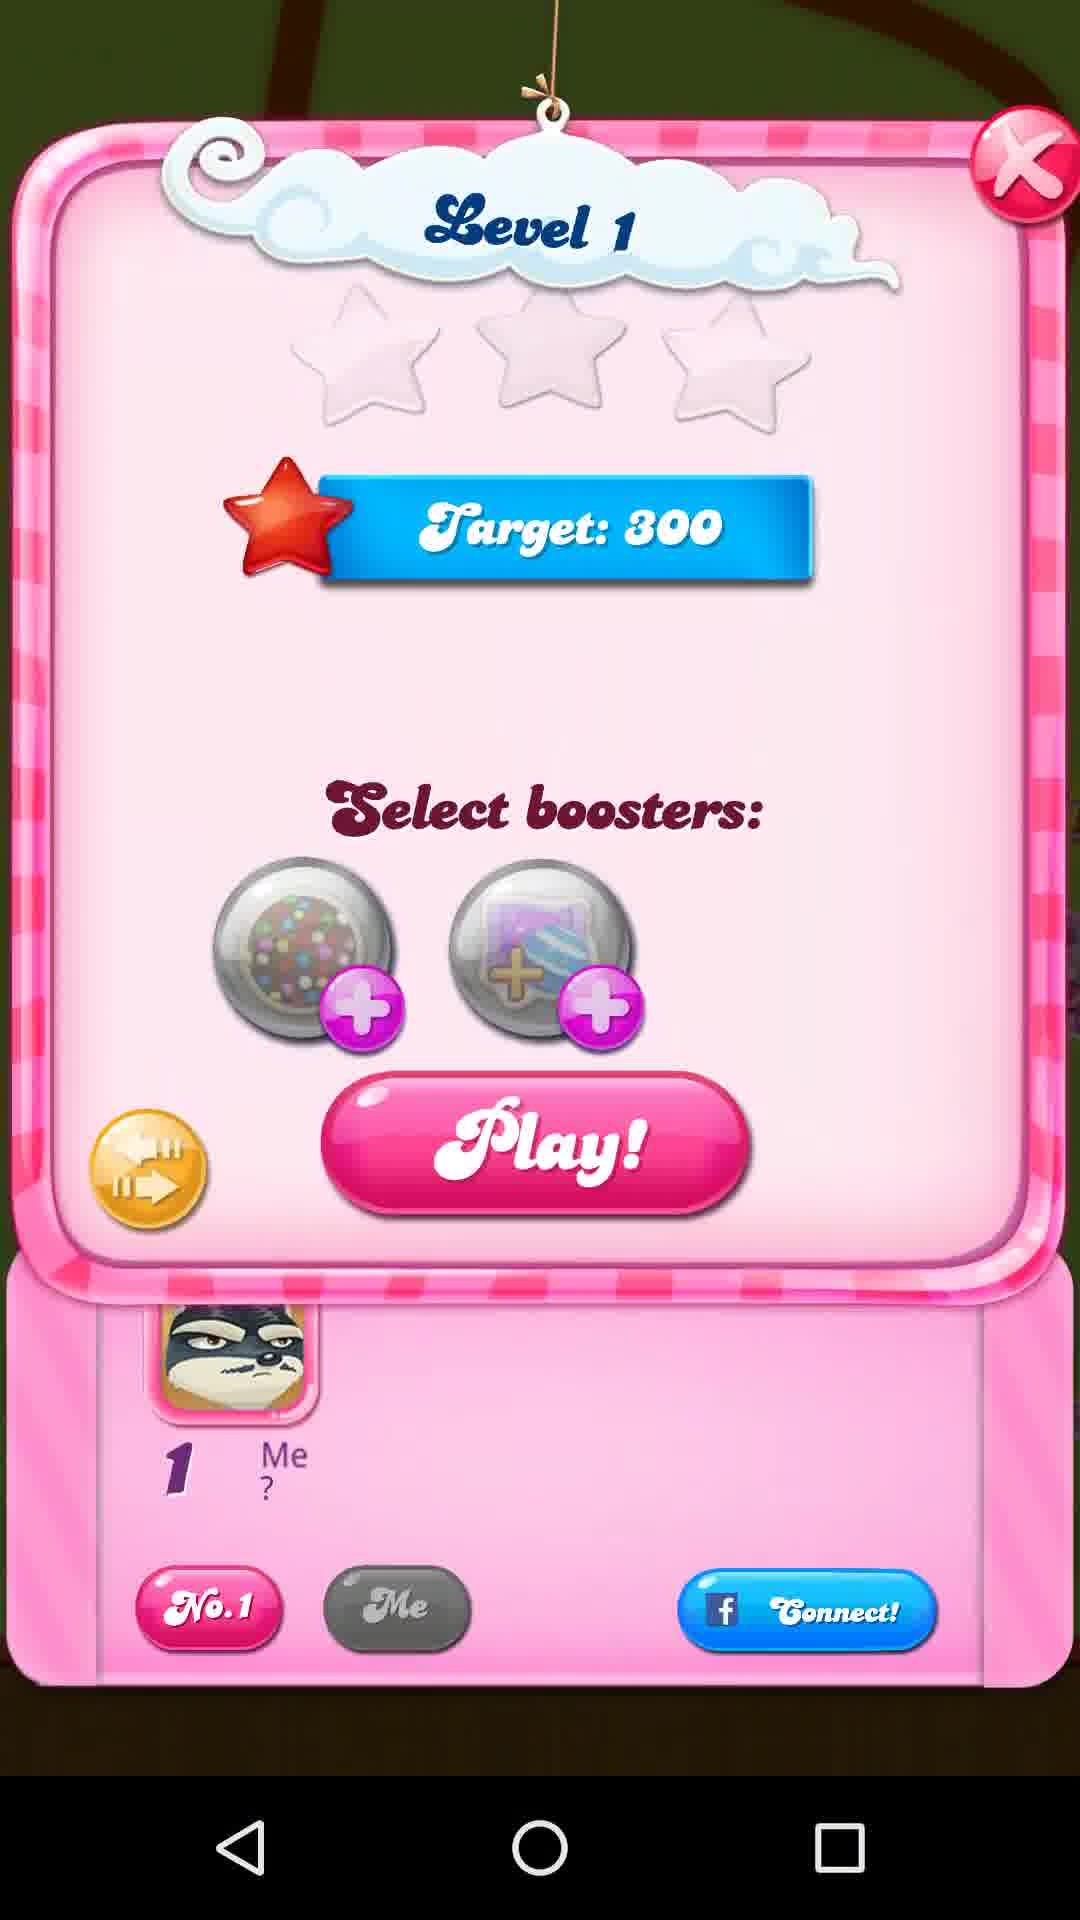 Level 1
Target: 300
Select boosters:
Play!
1 Me
?
No.1 Me f Connect!